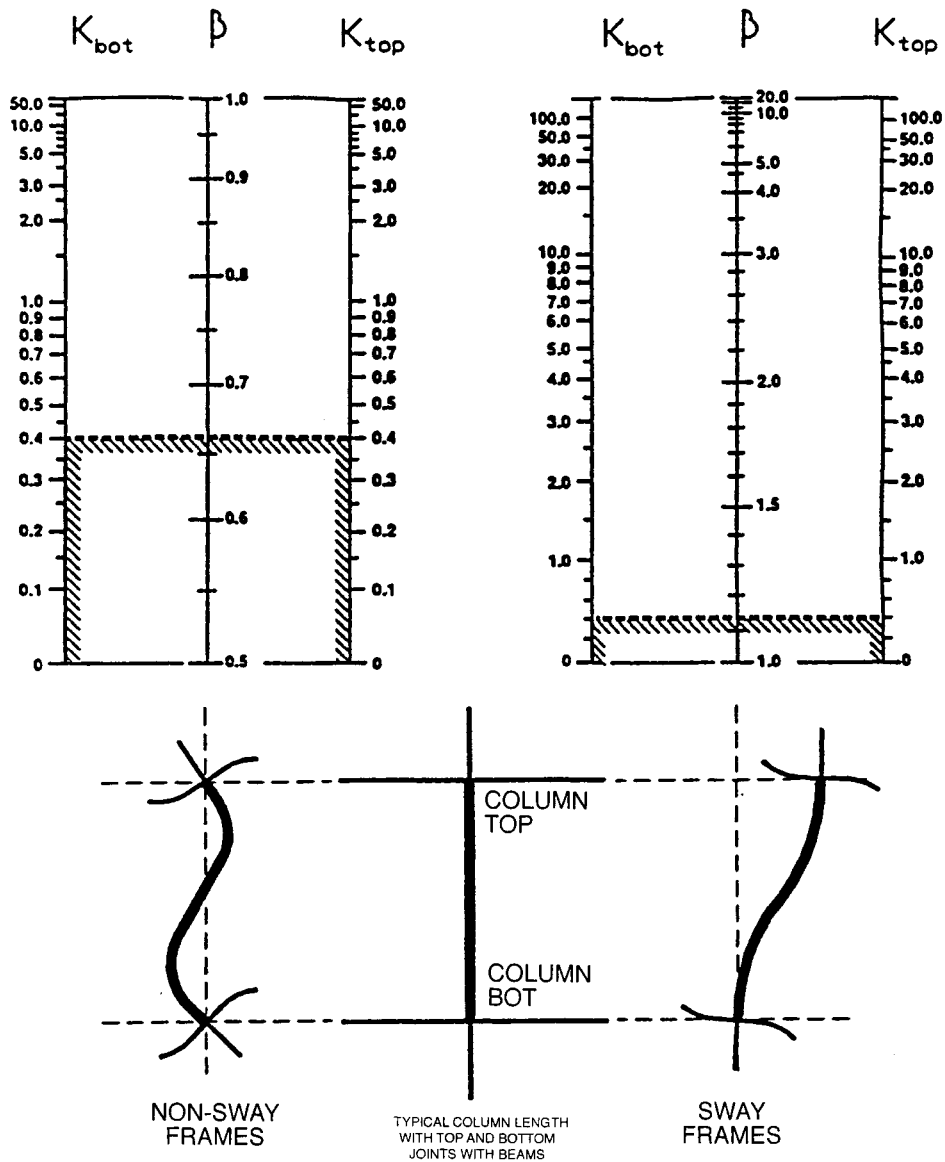 K_bot β K_top K_bot β K_top
50.0 1.0 50.0
10.0 10.0
5.0 5.0
0.9
3.0 3.0
2.0 2.0
0.8
1.0 1.0
0.9 0.9
0.8 0.8
0.7 0.7
0.7
0.6 0.6
0.5 0.5
0.4 0.4
0.3 0.3
0.6
0.2 0.2
0.1 0.1
0 0.5 0
20.0
100.0 10.0 100.0
50.0 50.0
30.0 5.0 30.0
20.0 4.0 20.0
10.0 3.0 10.0
9.0 9.0
8.0 8.0
7.0 7.0
6.0 6.0
5.0 5.0
4.0 2.0 4.0
3.0 3.0
2.0 2.0
1.5
1.0 1.0
0 1.0 0
COLUMN
TOP
COLUMN
BOT
NON-SWAY
FRAMES
TYPICAL COLUMN LENGTH
WITH TOP AND BOTTOM
JOINTS WITH BEAMS
SWAY
FRAMES